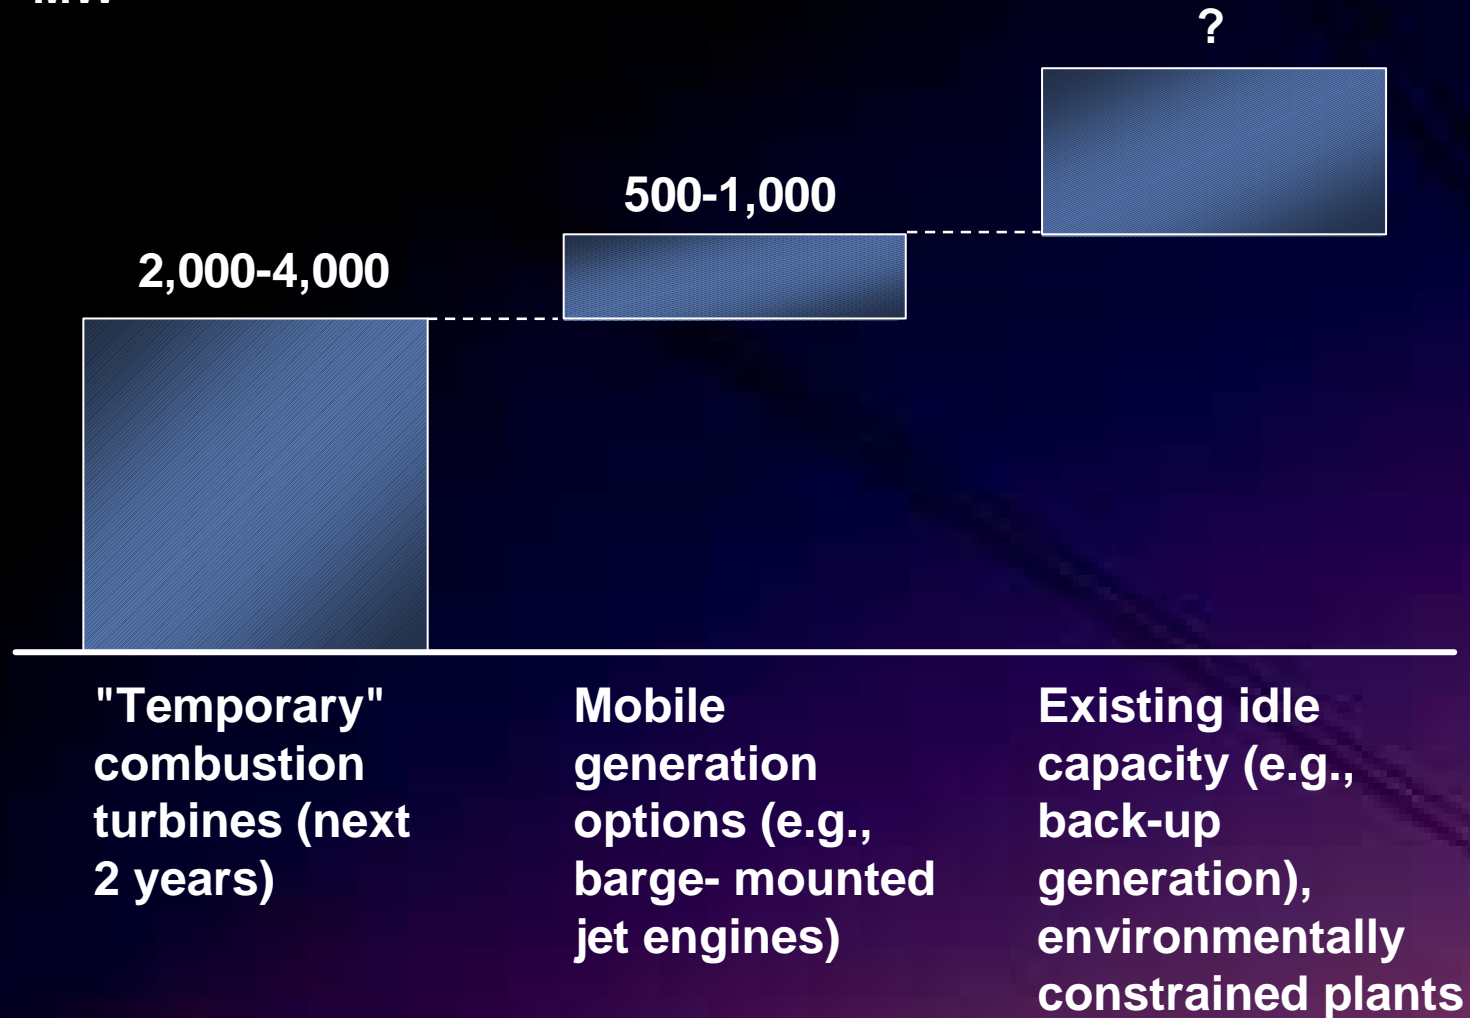 MW
?
500-1,000
2,000-4,000
"Temporary"
combustion
turbines (next
2 years)
Mobile
generation
options (e.g.,
barge- mounted
jet engines)
Existing idle
capacity (e.g.,
back-up
generation),
environmentally
constrained plants